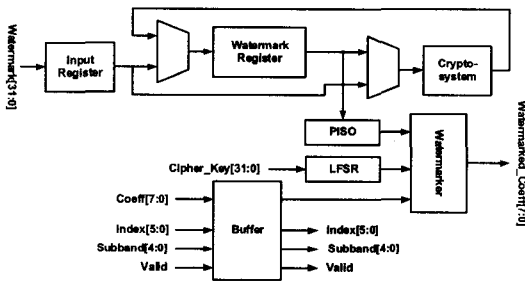 Watermark[31:0]
Input
Register
Watermark
Register
Crypto-
system
PISO
Cipher_Key[31:0]
LFSR
Watermarker
Watermarked_Coeff[7:0]
Coeff[7:0]
Index[5:0]
Subband[4:0]
Valid
Buffer
Index[5:0]
Subband[4:0]
Valid